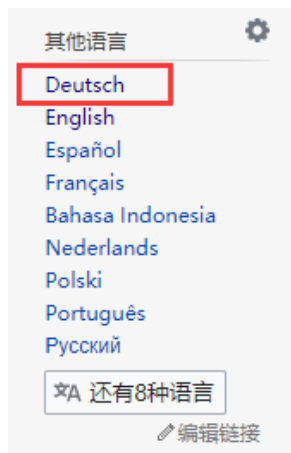 其他语言
Deutsch
English
Español
Français
Bahasa Indonesia
Nederlands
Polski
Português
Русский
文A 还有8种语言
编辑链接